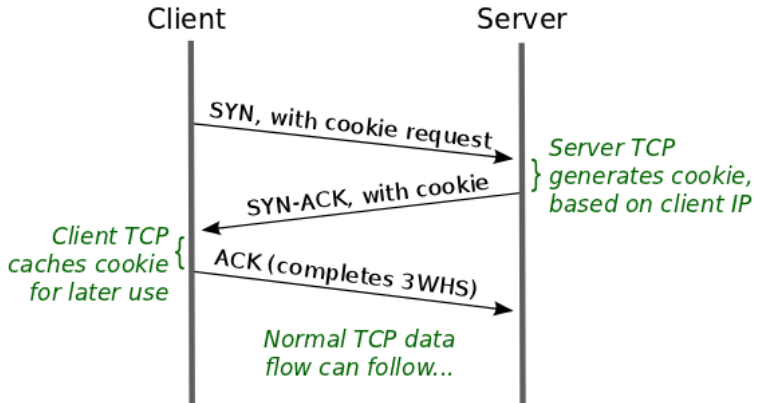 Client
Server
SYN, with cookie request
Server TCP
generates cookie,
based on client IP
SYN-ACK, with cookie
Client TCP
caches cookie
for later use
ACK (completes 3WHS)
Normal TCP data
flow can follow...